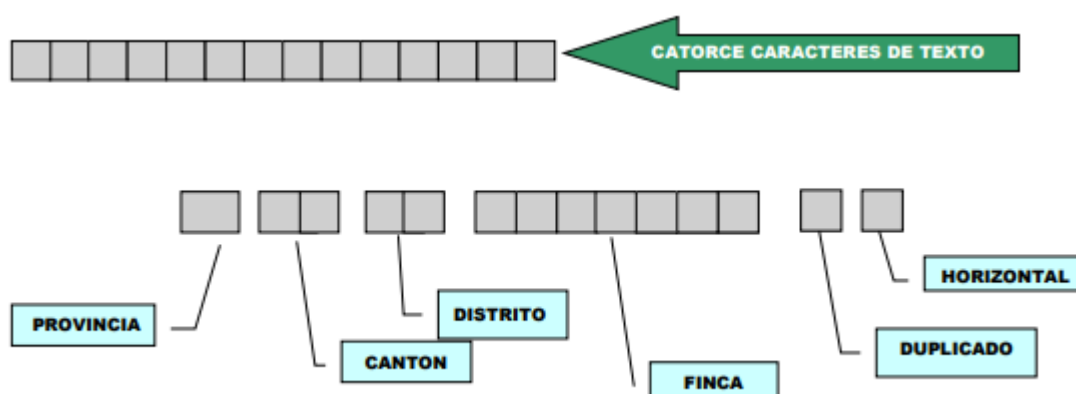 CATORCE CARACTERES DE TEXTO
HORIZONTAL
DISTRITO
PROVINCIA
DUPLICADO
CANTON
FINCA